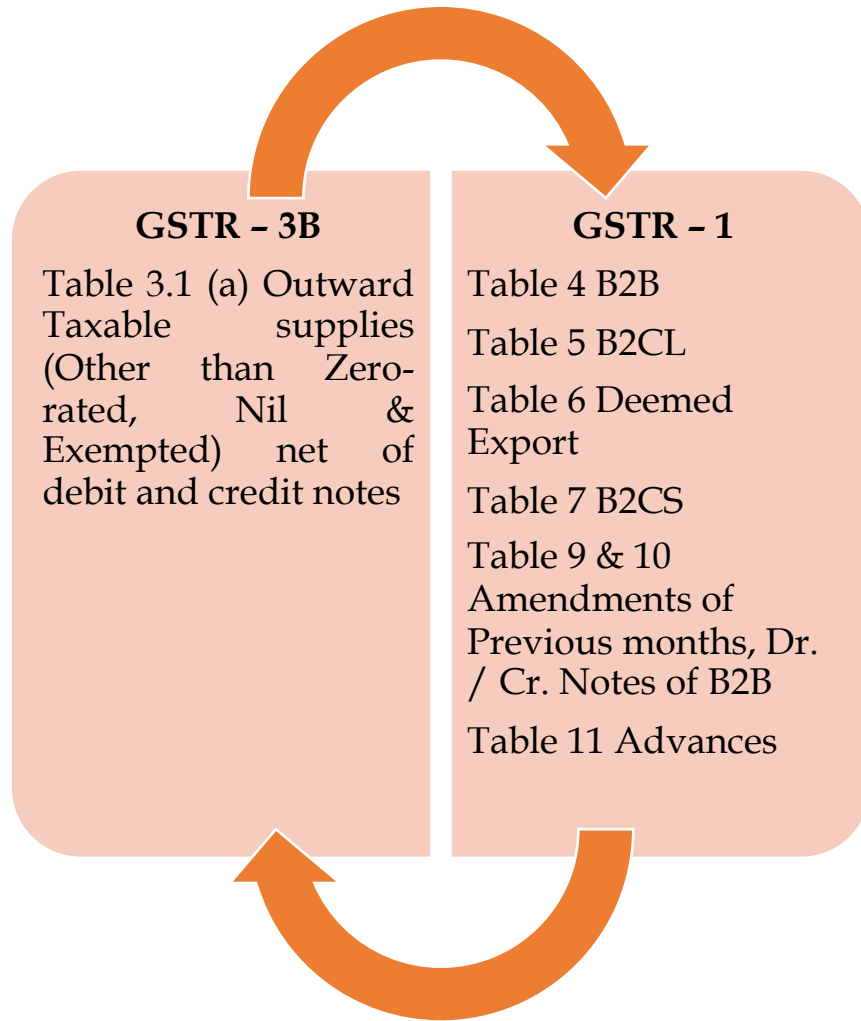 GSTR – 3B
Table 3.1 (a) Outward
Taxable supplies
(Other than Zero-
rated, Nil &
Exempted) net of
debit and credit notes
GSTR – 1
Table 4 B2B
Table 5 B2CL
Table 6 Deemed
Export
Table 7 B2CS
Table 9 & 10
Amendments of
Previous months, Dr.
/ Cr. Notes of B2B
Table 11 Advances